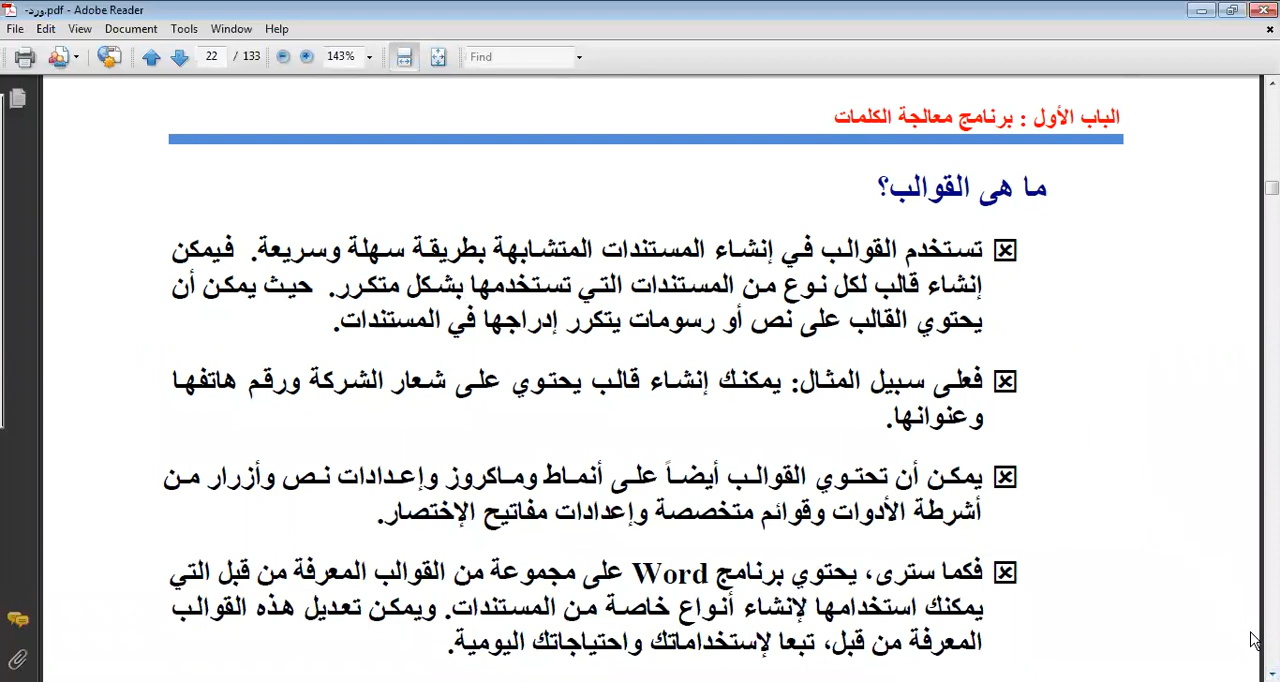 ورد-.pdf - Adobe Reader
File Edit View Document Tools Window Help
22 / 133 143% Find
الباب الأول : برنامج معالجة الكلمات
ما هى القوالب؟
تستخدم القوالب في إنشاء المستندات المتشابهة بطريقة سهلة وسريعة. فيمكن
إنشاء قالب لكل نوع من المستندات التي تستخدمها بشكل متكرر. حيث يمكن أن
يحتوي القالب على نص أو رسومات يتكرر إدراجها في المستندات.
فعلى سبيل المثال: يمكنك إنشاء قالب يحتوي على شعار الشركة ورقم هاتفها
وعنوانها.
يمكن أن تحتوي القوالب أيضاً على أنماط وماكروز وإعدادات نص وأزرار من
أشرطة الأدوات وقوائم متخصصة وإعدادات مفاتيح الإختصار.
فكما سترى، يحتوي برنامج Word على مجموعة من القوالب المعرفة من قبل التي
يمكنك استخدامها لإنشاء أنواع خاصة من المستندات. ويمكن تعديل هذه القوالب
المعرفة من قبل، تبعا لإستخداماتك واحتياجاتك اليومية.